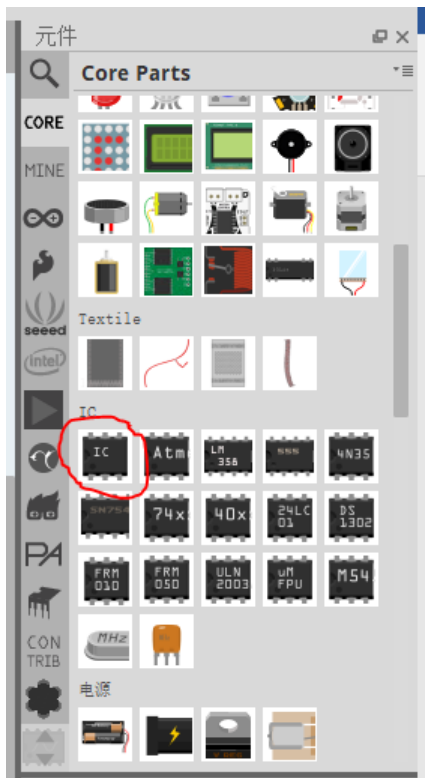 元件
Core Parts
CORE
MINE
seeed
Textile
intel
IC
IC
Atm
LM
358
sss
4N35
SN754
74x
40x
24LC
01
DS
1302
FRM
010
FRM
050
ULN
2003
uM
FPU
M54
PA
MHz
CON
TRIB
电源